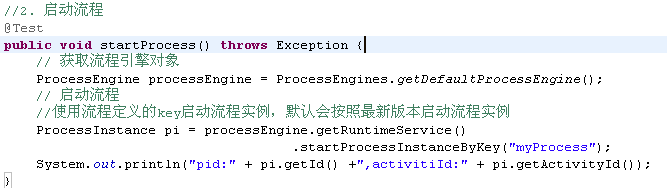 //2. 启动流程
@Test
public void startProcess() throws Exception {
// 获取流程引擎对象
ProcessEngine processEngine = ProcessEngines.getDefaultProcessEngine();
// 启动流程
//使用流程定义的key启动流程实例，默认会按照最新版本启动流程实例
ProcessInstance pi = processEngine.getRuntimeService()
.startProcessInstanceByKey("myProcess");
System.out.println("pid:" + pi.getId() +",activitiId:" + pi.getActivityId());
}